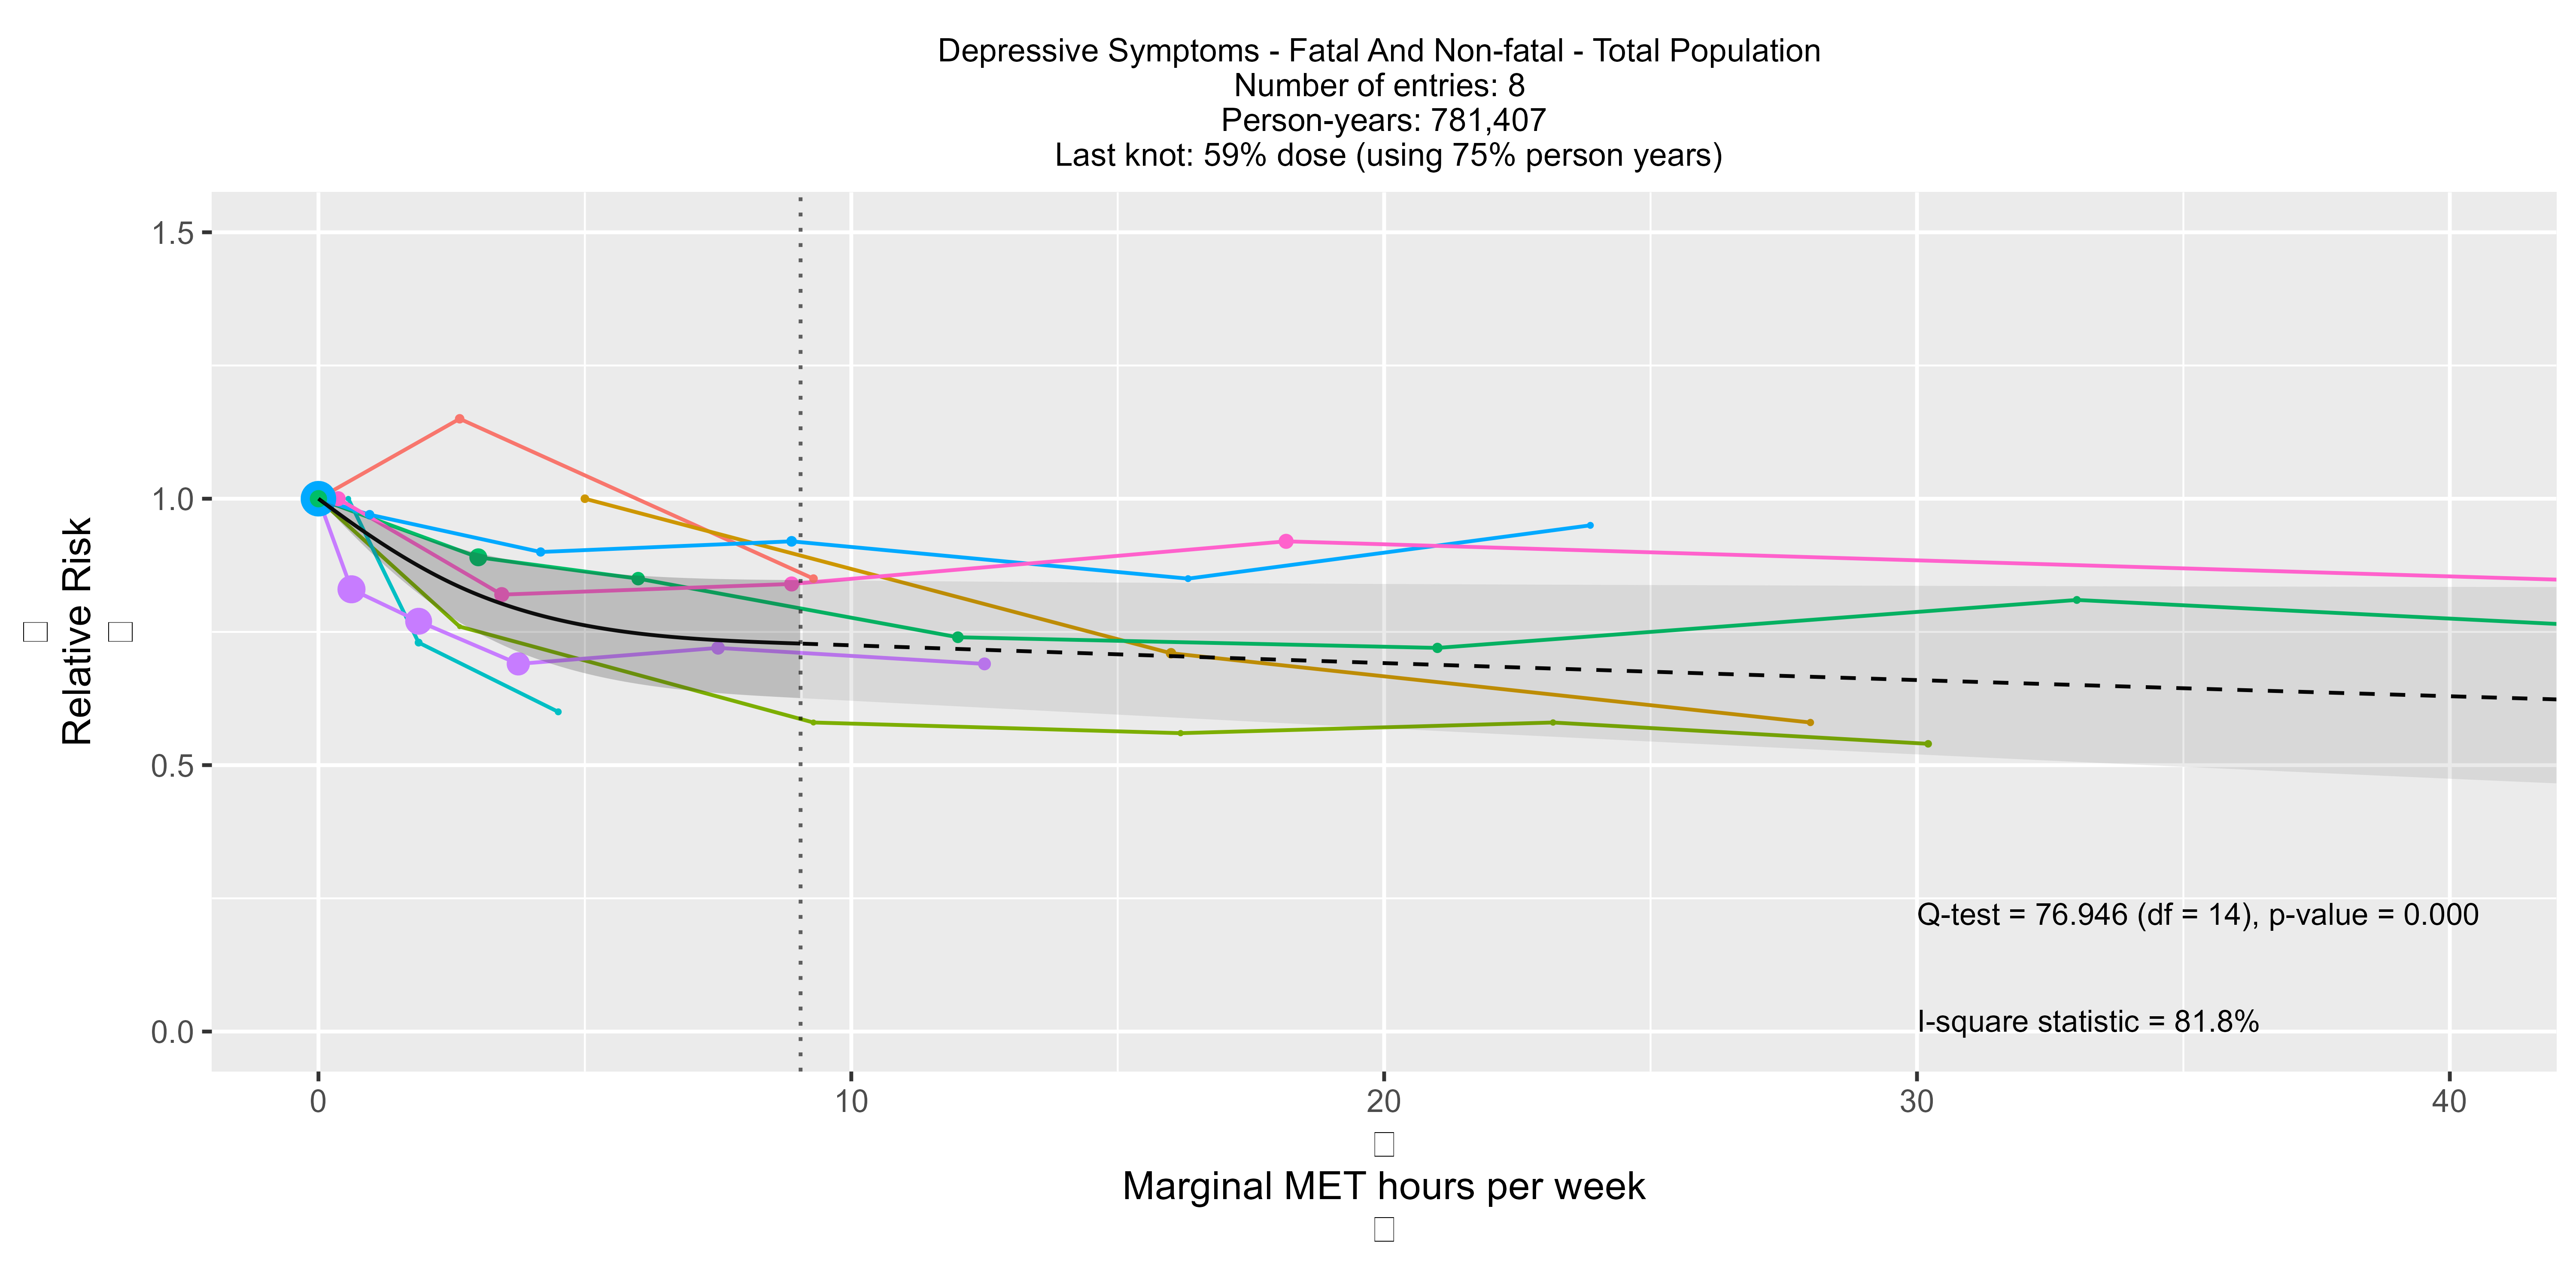 Depressive Symptoms - Fatal And Non-fatal - Total Population
Number of entries: 8
Person-years: 781,407
Last knot: 59% dose (using 75% person years)
Relative Risk
1.5
1.0
0.5
0.0
Q-test = 76.946 (df = 14), p-value = 0.000
I-square statistic = 81.8%
0 10 20 30 40
Marginal MET hours per week